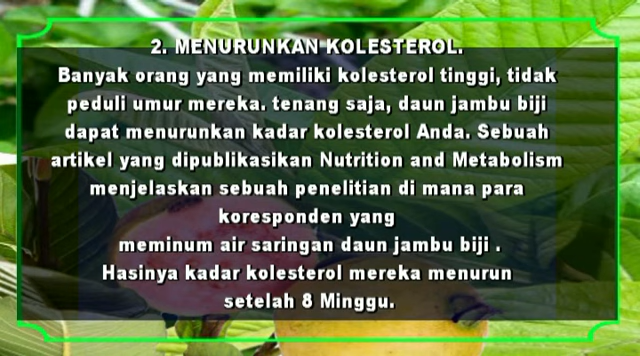 2. MENURUNKAN KOLESTEROL.
Banyak orang yang memiliki kolesterol tinggi, tidak
peduli umur mereka. tenang saja, daun jambu biji
dapat menurunkan kadar kolesterol Anda. Sebuah
artikel yang dipublikasikan Nutrition and Metabolism
menjelaskan sebuah penelitian di mana para
koresponden yang
meminum air saringan daun jambu biji .
Hasinya kadar kolesterol mereka menurun
setelah 8 Minggu.